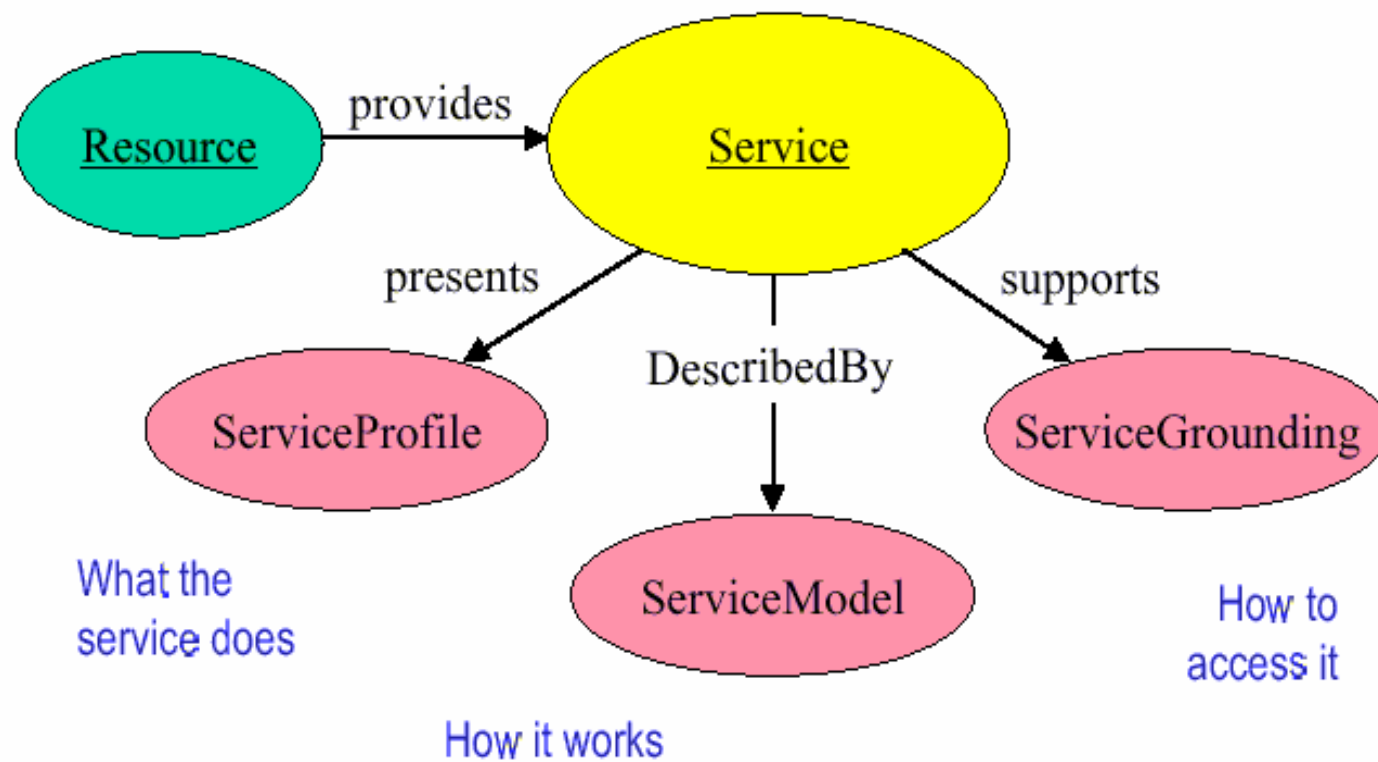 provides
Resource
Service
presents
supports
DescribedBy
ServiceProfile
ServiceGrounding
What the
service does
ServiceModel
How to
access it
How it works